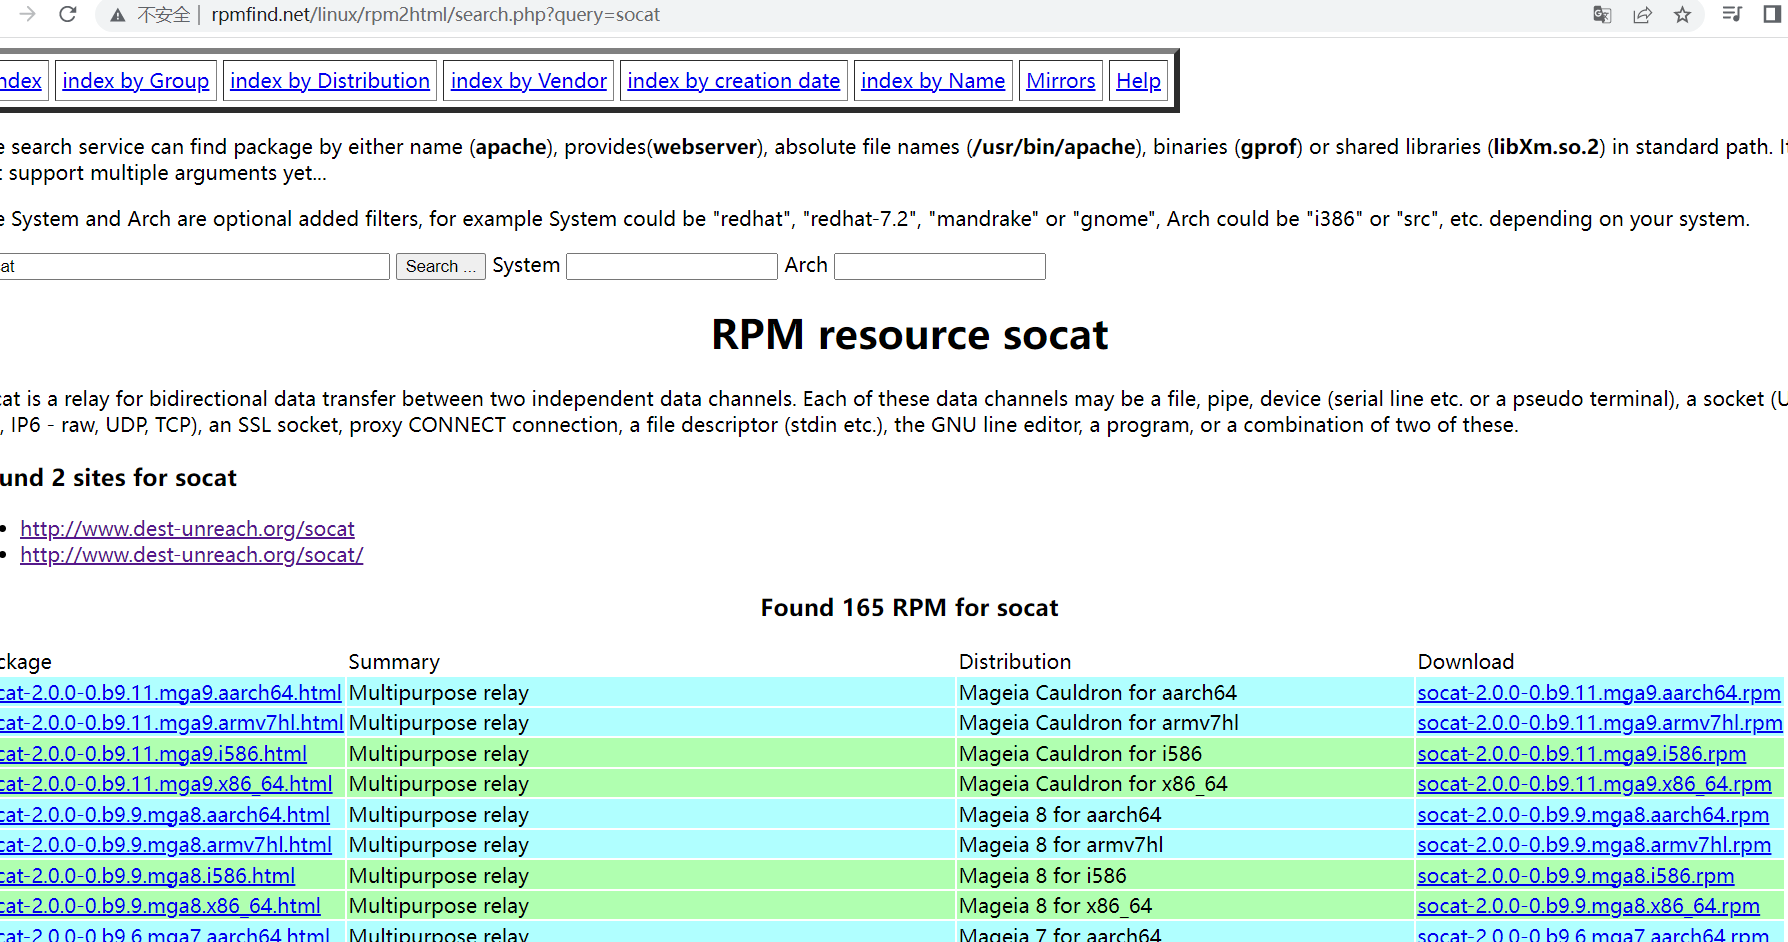 不安全 | rpmfind.net/linux/rpm2html/search.php?query=socat
ndex index by Group index by Distribution index by Vendor index by creation date index by Name Mirrors Help
e search service can find package by either name (apache), provides(webserver), absolute file names (/usr/bin/apache), binaries (gprof) or shared libraries (libXm.so.2) in standard path. It
t support multiple arguments yet...
e System and Arch are optional added filters, for example System could be "redhat", "redhat-7.2", "mandrake" or "gnome", Arch could be "i386" or "src", etc. depending on your system.
cat Search ... System Arch
RPM resource socat
cat is a relay for bidirectional data transfer between two independent data channels. Each of these data channels may be a file, pipe, device (serial line etc. or a pseudo terminal), a socket (U
, IP6 - raw, UDP, TCP), an SSL socket, proxy CONNECT connection, a file descriptor (stdin etc.), the GNU line editor, a program, or a combination of two of these.
und 2 sites for socat
http://www.dest-unreach.org/socat
http://www.dest-unreach.org/socat/
Found 165 RPM for socat
ckage Summary Distribution Download
cat-2.0.0-0.b9.11.mga9.aarch64.html Multipurpose relay Mageia Cauldron for aarch64 socat-2.0.0-0.b9.11.mga9.aarch64.rpm
cat-2.0.0-0.b9.11.mga9.armv7hl.html Multipurpose relay Mageia Cauldron for armv7hl socat-2.0.0-0.b9.11.mga9.armv7hl.rpm
cat-2.0.0-0.b9.11.mga9.i586.html Multipurpose relay Mageia Cauldron for i586 socat-2.0.0-0.b9.11.mga9.i586.rpm
cat-2.0.0-0.b9.11.mga9.x86_64.html Multipurpose relay Mageia Cauldron for x86_64 socat-2.0.0-0.b9.11.mga9.x86_64.rpm
cat-2.0.0-0.b9.9.mga8.aarch64.html Multipurpose relay Mageia 8 for aarch64 socat-2.0.0-0.b9.9.mga8.aarch64.rpm
cat-2.0.0-0.b9.9.mga8.armv7hl.html Multipurpose relay Mageia 8 for armv7hl socat-2.0.0-0.b9.9.mga8.armv7hl.rpm
cat-2.0.0-0.b9.9.mga8.i586.html Multipurpose relay Mageia 8 for i586 socat-2.0.0-0.b9.9.mga8.i586.rpm
cat-2.0.0-0.b9.9.mga8.x86_64.html Multipurpose relay Mageia 8 for x86_64 socat-2.0.0-0.b9.9.mga8.x86_64.rpm
cat-2.0.0-0.b9.6.mga7.aarch64.html Multipurpose relay Mageia 7 for aarch64 socat-2.0.0-0.b9.6.mga7.aarch64.rpm